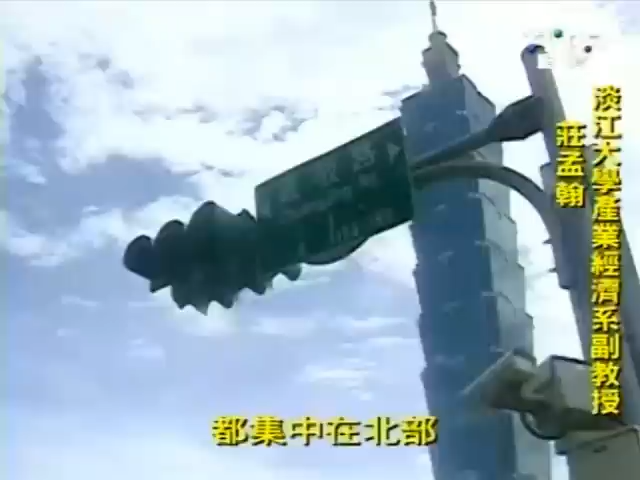 淡江大學產業經濟系副教授
莊孟翰
都集中在北部